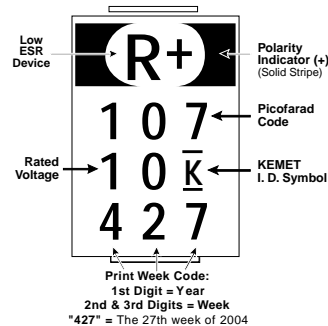 Low
ESR
Device
R+
Polarity
Indicator (+)
(Solid Stripe)
1 0 7
Picofarad
Code
Rated
Voltage
1 0 K
KEMET
I. D. Symbol
4 2 7
Print Week Code:
1st Digit = Year
2nd & 3rd Digits = Week
"427" = The 27th week of 2004